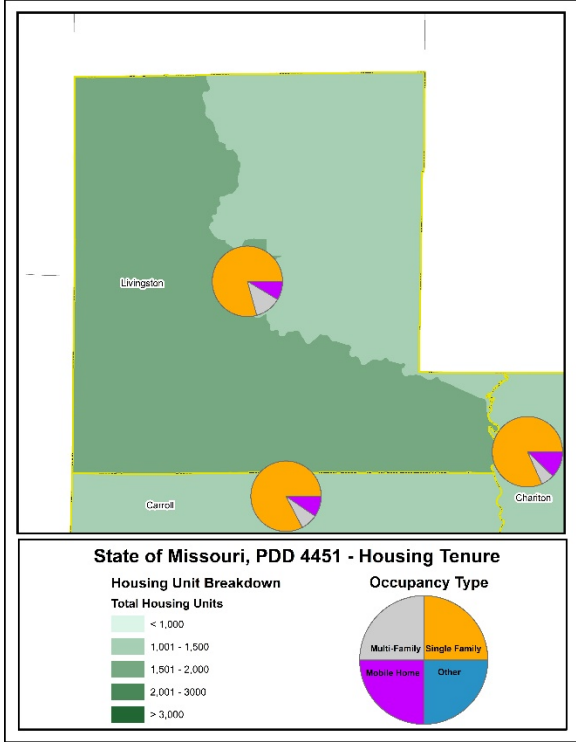 Livingston
Chariton
Carroll
State of Missouri, PDD 4451 - Housing Tenure
Housing Unit Breakdown
Total Housing Units
< 1,000
1,001 - 1,500
1,501 - 2,000
2,001 - 3000
> 3,000
Occupancy Type
Multi-Family
Single Family
Mobile Home
Other